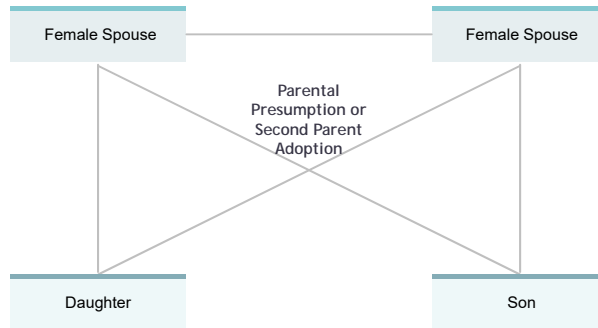 Female Spouse
Female Spouse
Parental
Presumption or
Second Parent
Adoption
Daughter
Son